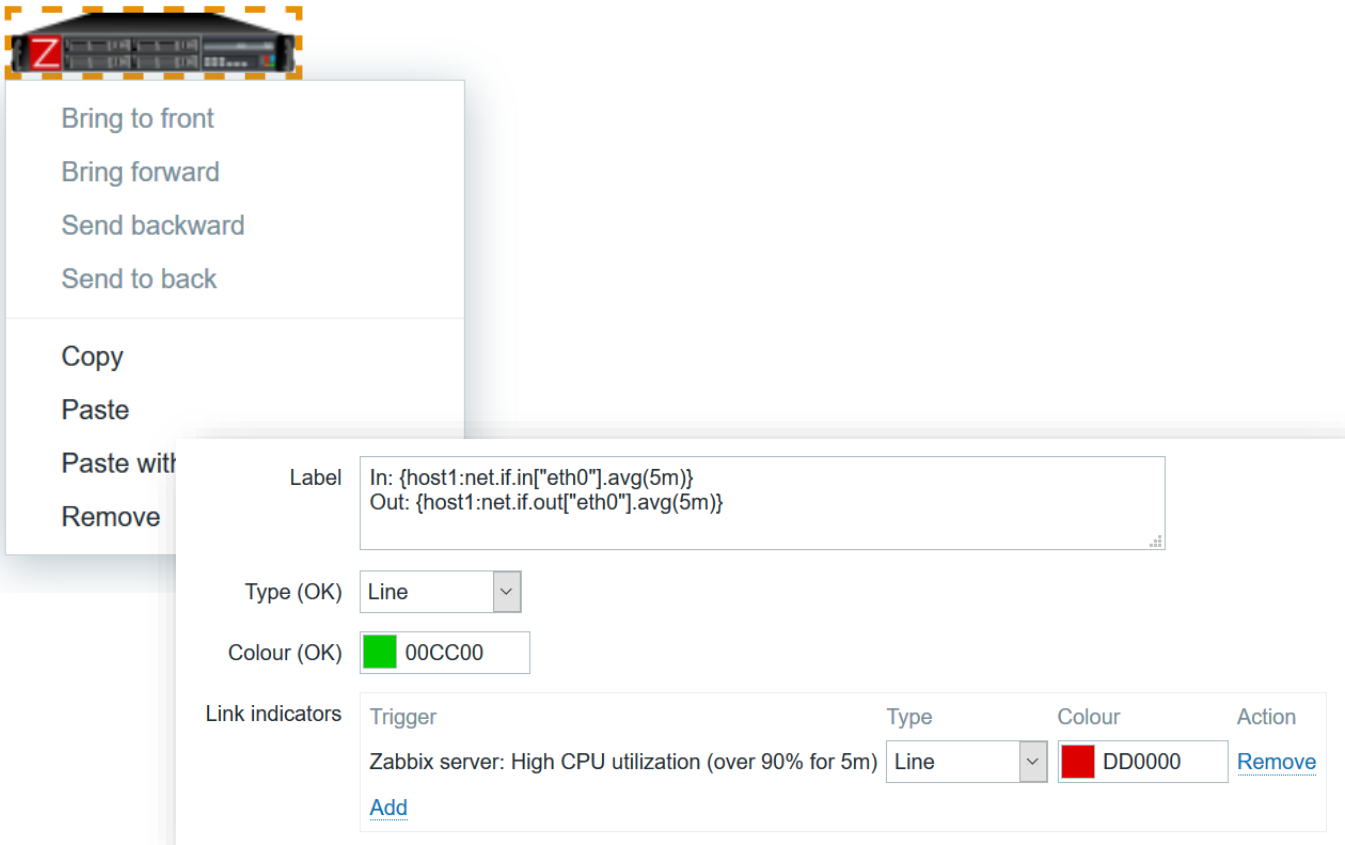 Z
Bring to front
Bring forward
Send backward
Send to back
Copy
Paste
Paste with
Remove
Label
In: {host1:net.if.in["eth0"].avg(5m)}
Out: {host1:net.if.out["eth0"].avg(5m)}
Type (OK) Line
Colour (OK) 00CC00
Link indicators
Trigger Type Colour Action
Zabbix server: High CPU utilization (over 90% for 5m) Line DD0000 Remove
Add